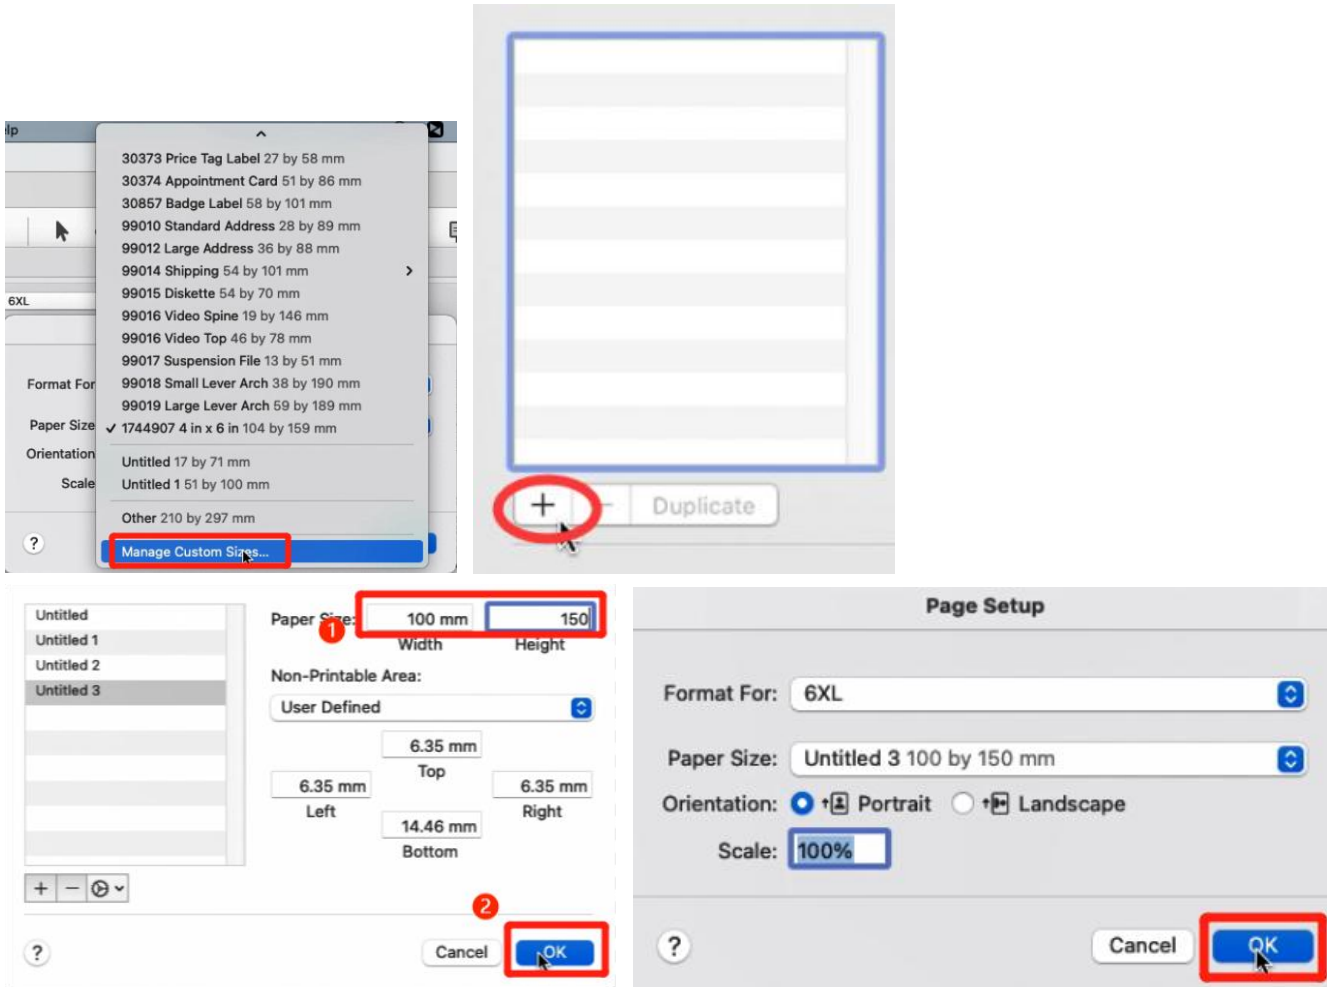 elp
30373 Price Tag Label 27 by 58 mm
30374 Appointment Card 51 by 86 mm
30857 Badge Label 58 by 101 mm
99010 Standard Address 28 by 89 mm
99012 Large Address 36 by 88 mm
99014 Shipping 54 by 101 mm
99015 Diskette 54 by 70 mm
6XL
99016 Video Spine 19 by 146 mm
99016 Video Top 46 by 78 mm
99017 Suspension File 13 by 51 mm
Format For
99018 Small Lever Arch 38 by 190 mm
99019 Large Lever Arch 59 by 189 mm
Paper Size
✓ 1744907 4 in x 6 in 104 by 159 mm
Orientation
Untitled 17 by 71 mm
Scale
Untitled 1 51 by 100 mm
Other 210 by 297 mm
?
Manage Custom Sizes...
+ − Duplicate
Untitled
Untitled 1
Untitled 2
Untitled 3
+ −
?
Paper Size: 100 mm 150
1
Width Height
Non-Printable Area:
User Defined
6.35 mm
Top
6.35 mm 6.35 mm
Left Right
14.46 mm
Bottom
2
Cancel OK
Page Setup
Format For: 6XL
Paper Size: Untitled 3 100 by 150 mm
Orientation: Portrait Landscape
Scale: 100%
? Cancel OK